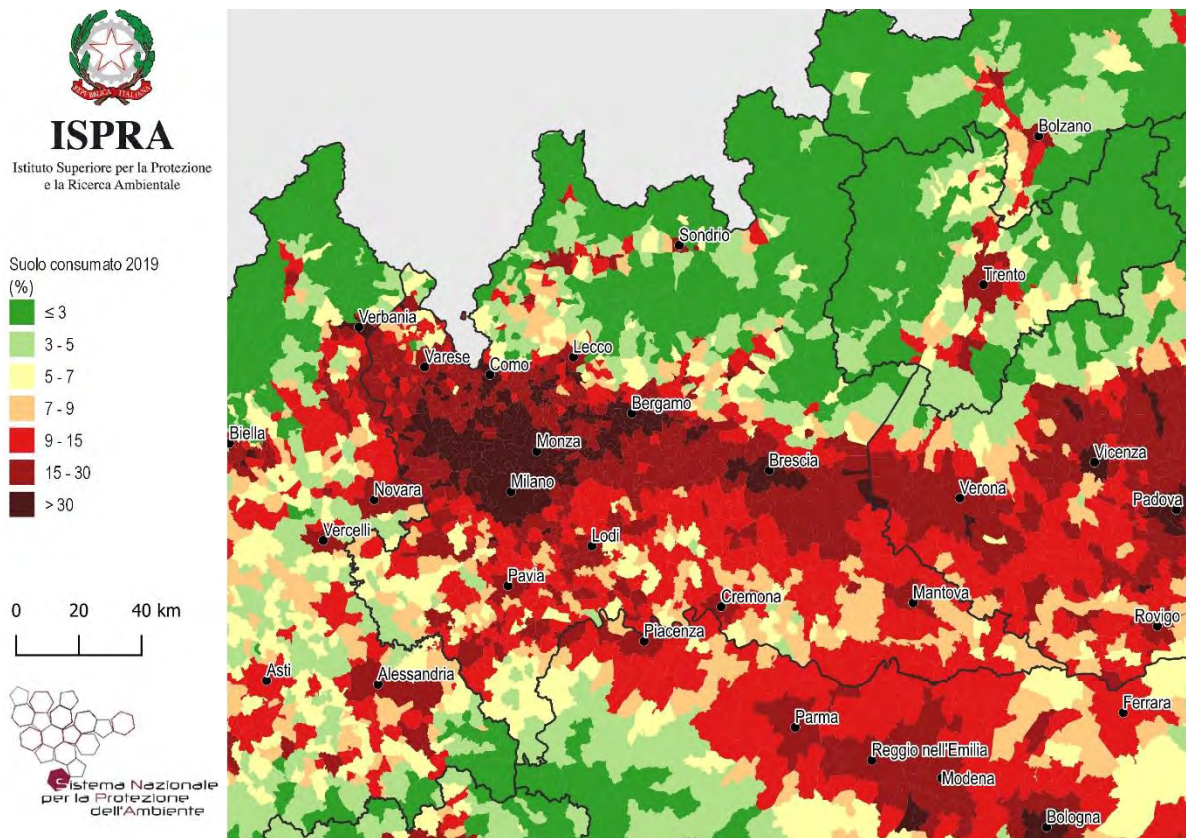 REPVBBLICA ITALIANA
ISPRA
Istituto Superiore per la Protezione
e la Ricerca Ambientale
Suolo consumato 2019
(%)
≤ 3
3 - 5
5 - 7
7 - 9
9 - 15
15 - 30
> 30
0 20 40 km
Sistema Nazionale
per la Protezione
dell'Ambiente
Bolzano
Sondrio
Trento
Verbania
Lecco
Varese
Como
Bergamo
Biella
Monza
Brescia
Vicenza
Milano
Novara
Verona
Padova
Vercelli
Lodi
Pavia
Cremona
Mantova
Rovigo
Piacenza
Asti
Alessandria
Parma
Ferrara
Reggio nell'Emilia
Modena
Bologna